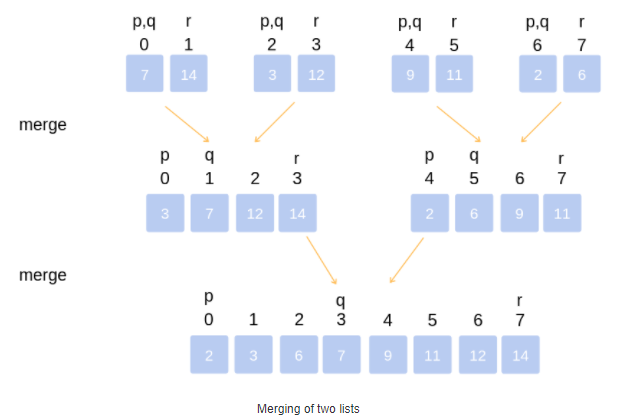 p,q r p,q r p,q r p,q r
0 1 2 3 4 5 6 7
7 14 3 12 9 11 2 6
merge
p q r p q r
0 1 2 3 4 5 6 7
3 7 12 14 2 6 9 11
merge
p q r
0 1 2 3 4 5 6 7
2 3 6 7 9 11 12 14
Merging of two lists